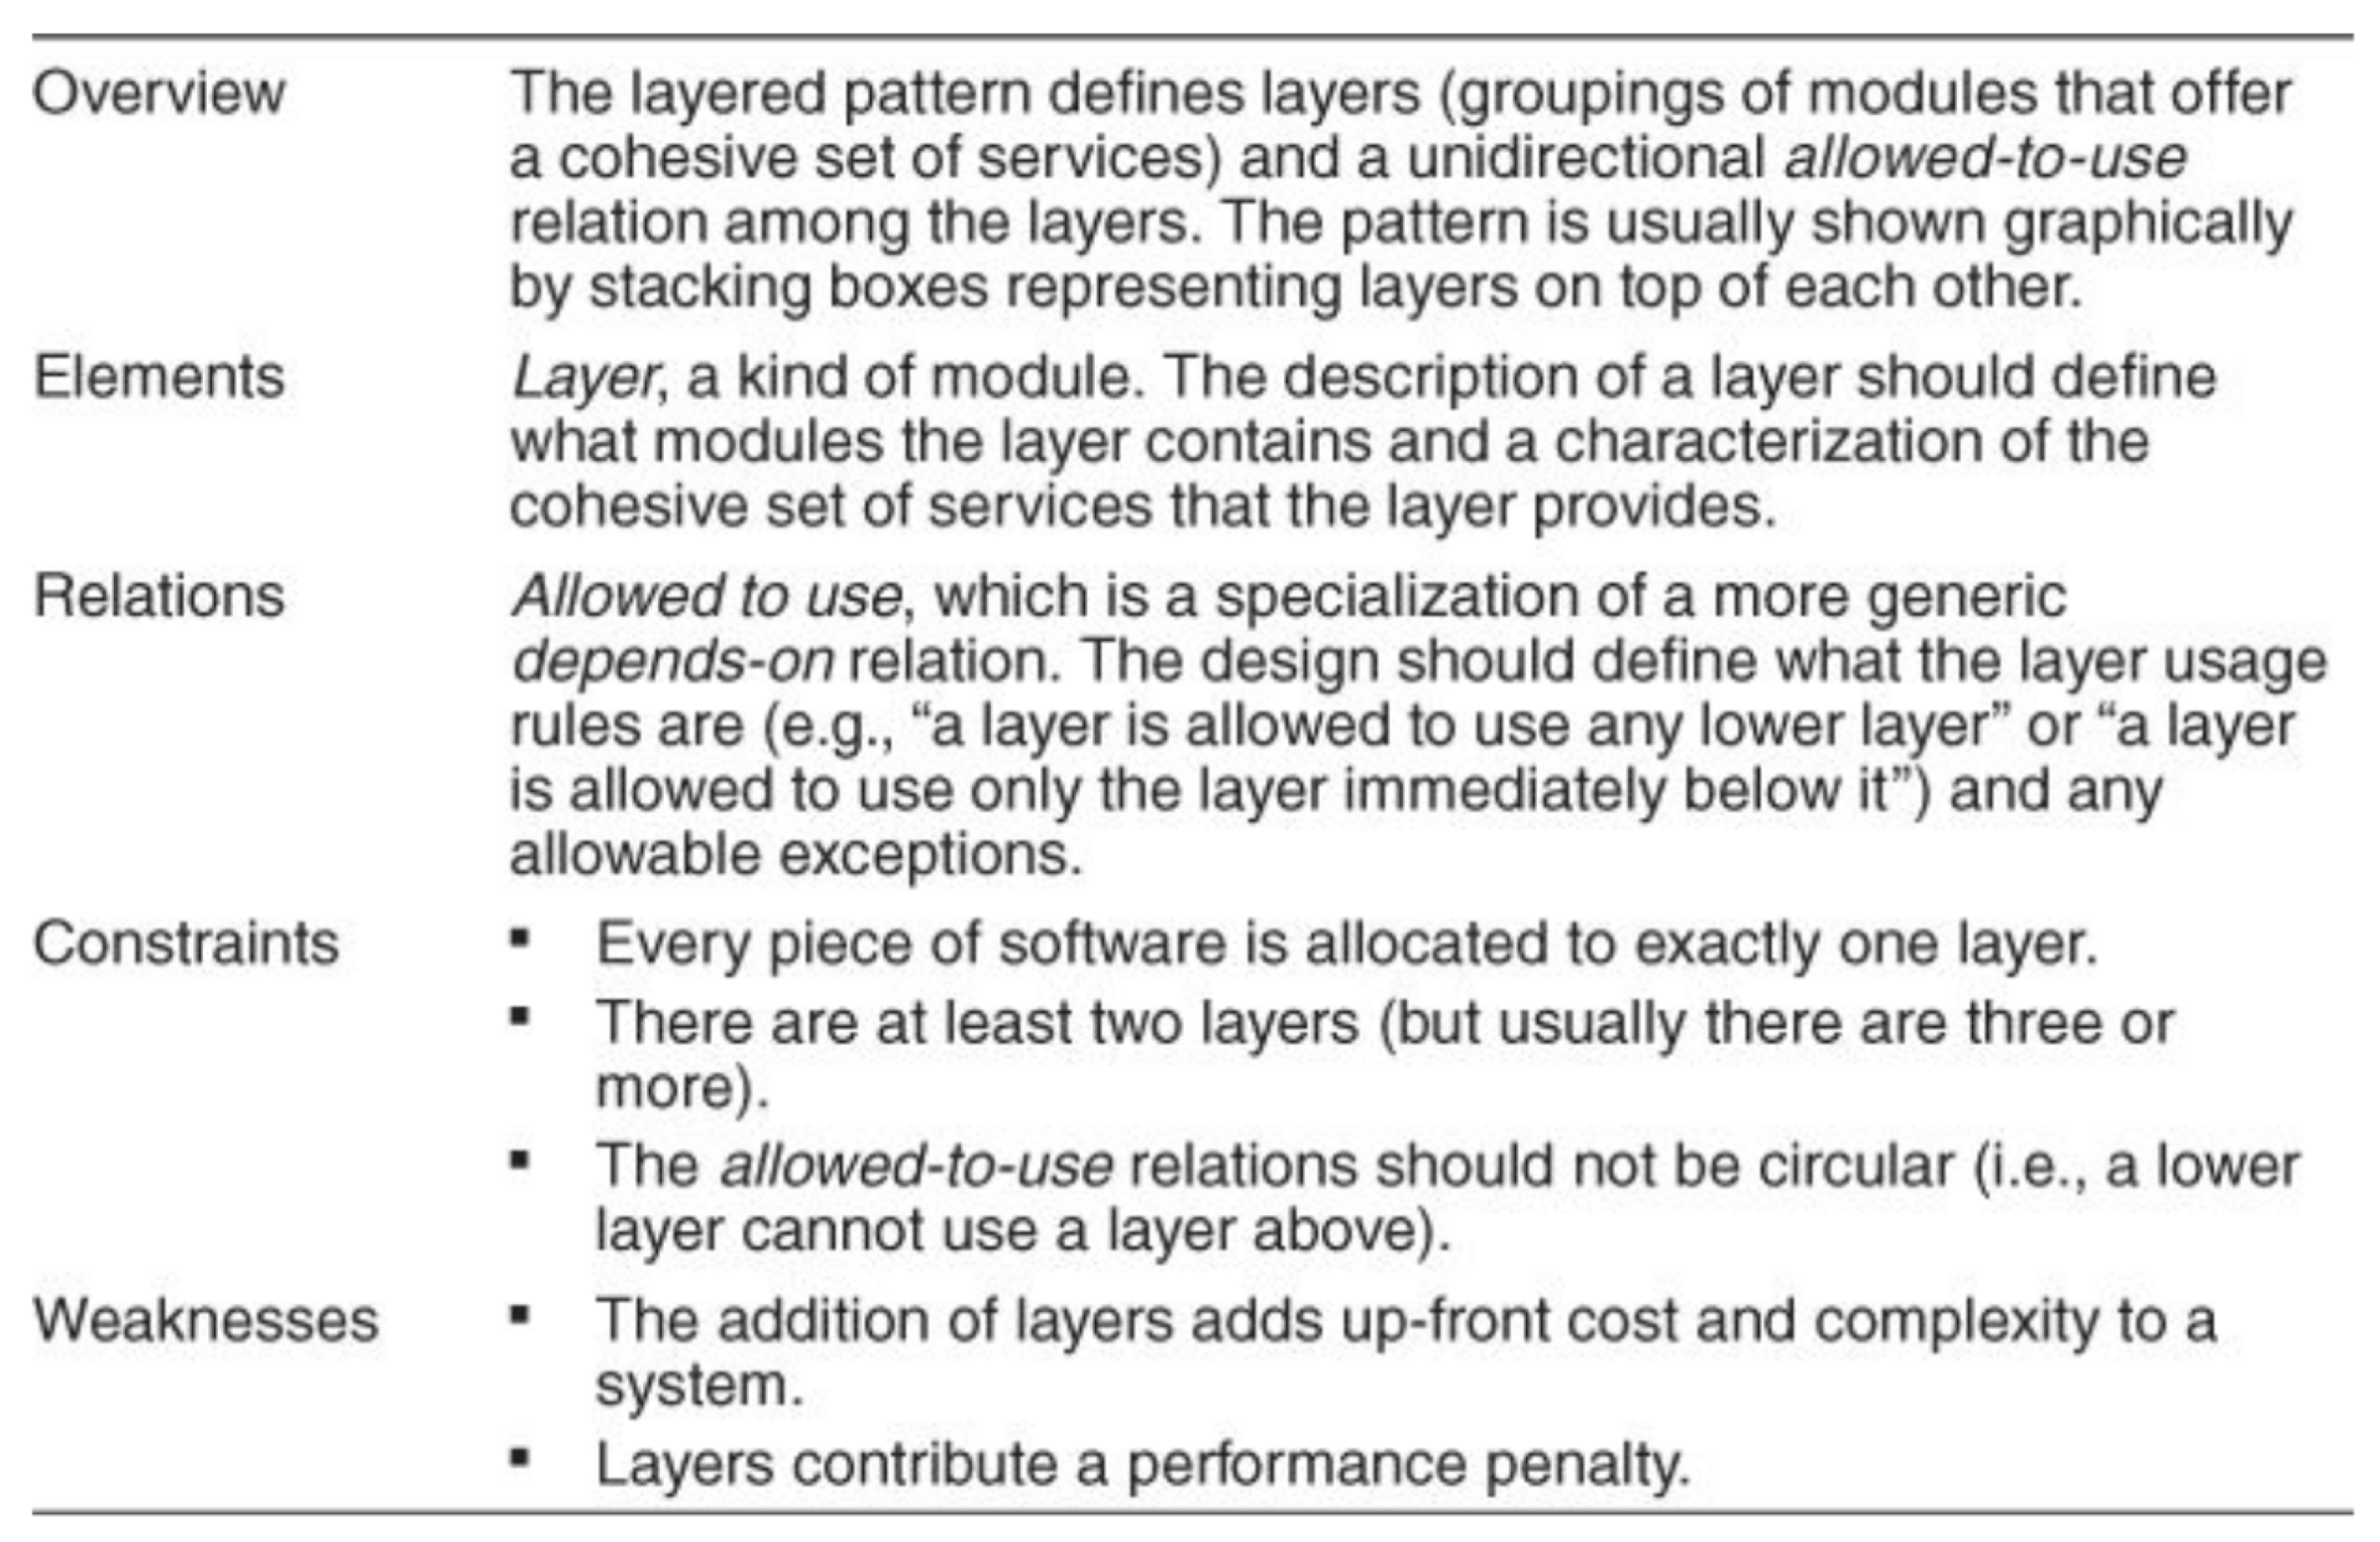 Overview The layered pattern defines layers (groupings of modules that offer
a cohesive set of services) and a unidirectional allowed-to-use
relation among the layers. The pattern is usually shown graphically
by stacking boxes representing layers on top of each other.
Elements Layer, a kind of module. The description of a layer should define
what modules the layer contains and a characterization of the
cohesive set of services that the layer provides.
Relations Allowed to use, which is a specialization of a more generic
depends-on relation. The design should define what the layer usage
rules are (e.g., “a layer is allowed to use any lower layer” or “a layer
is allowed to use only the layer immediately below it”) and any
allowable exceptions.
Constraints ▪ Every piece of software is allocated to exactly one layer.
▪ There are at least two layers (but usually there are three or
more).
▪ The allowed-to-use relations should not be circular (i.e., a lower
layer cannot use a layer above).
Weaknesses ▪ The addition of layers adds up-front cost and complexity to a
system.
▪ Layers contribute a performance penalty.